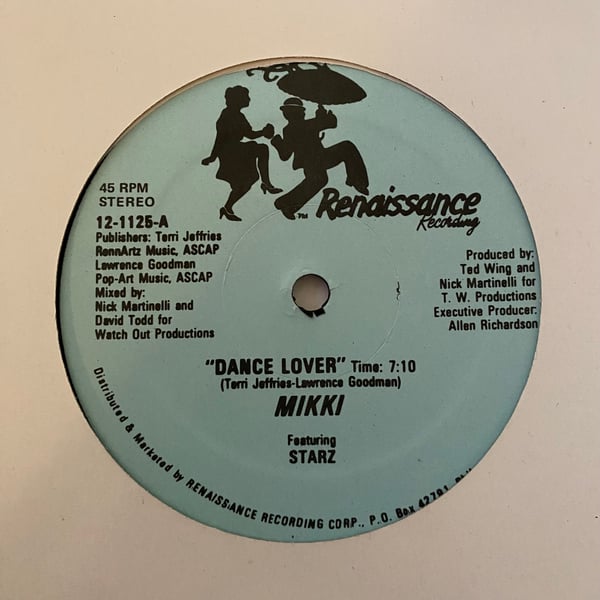 Renaissance
Recording
TM
45 RPM
STEREO
12-1125-A
Publishers: Terri Jeffries
RennArtz Music, ASCAP
Lawrence Goodman
Pop-Art Music, ASCAP
Mixed by:
Nick Martinelli and
David Todd for
Watch Out Productions
Produced by:
Ted Wing and
Nick Martinelli for
T. W. Productions
Executive Producer:
Allen Richardson
"DANCE LOVER" Time: 7:10
(Terri Jeffries-Lawrence Goodman)
MIKKI
Featuring
STARZ
Distributed & Marketed by RENAISSANCE RECORDING CORP., P.O. Box 42791